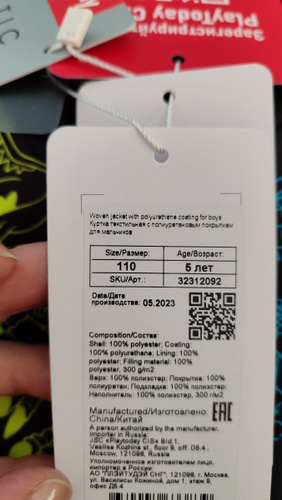 TIC
Зарегистрируй
PlayToday C
Woven jacket with polyurethane coating for boys
Куртка текстильная с полиуретановым покрытием
для мальчиков
Size/Размер: Age/Возраст:
110 5 лет
SKU/Арт.: 32312092
Date/Дата
производства: 05.2023
Composition/Состав:
Shell: 100% polyester; Coating:
100% polyurethane; Lining: 100%
polyester; Filling material: 100%
polyester, 300 g/m2
Верх: 100% полиэстер; Покрытие: 100%
полиуретан; Подкладка: 100% полиэстер;
Наполнитель: 100% полиэстер, 300 г/м2
Manufactured/Изготовлено: EAC
China/Китай
A person authorized by the manufacturer,
importer in Russia:
JSC «PlayToday CIS» Bld.1,
Vasilise Kozhina st., floor 9, off. D5.4.,
Moscow, 121096, Russia
Уполномоченное изготовителем лицо,
импортер в России
АО "ПЛЭЙТУДЭЙ СНГ", 121096, г. Москва,
ул. Василисы Кожиной, дом 1, этаж 9,
офис Д5.4